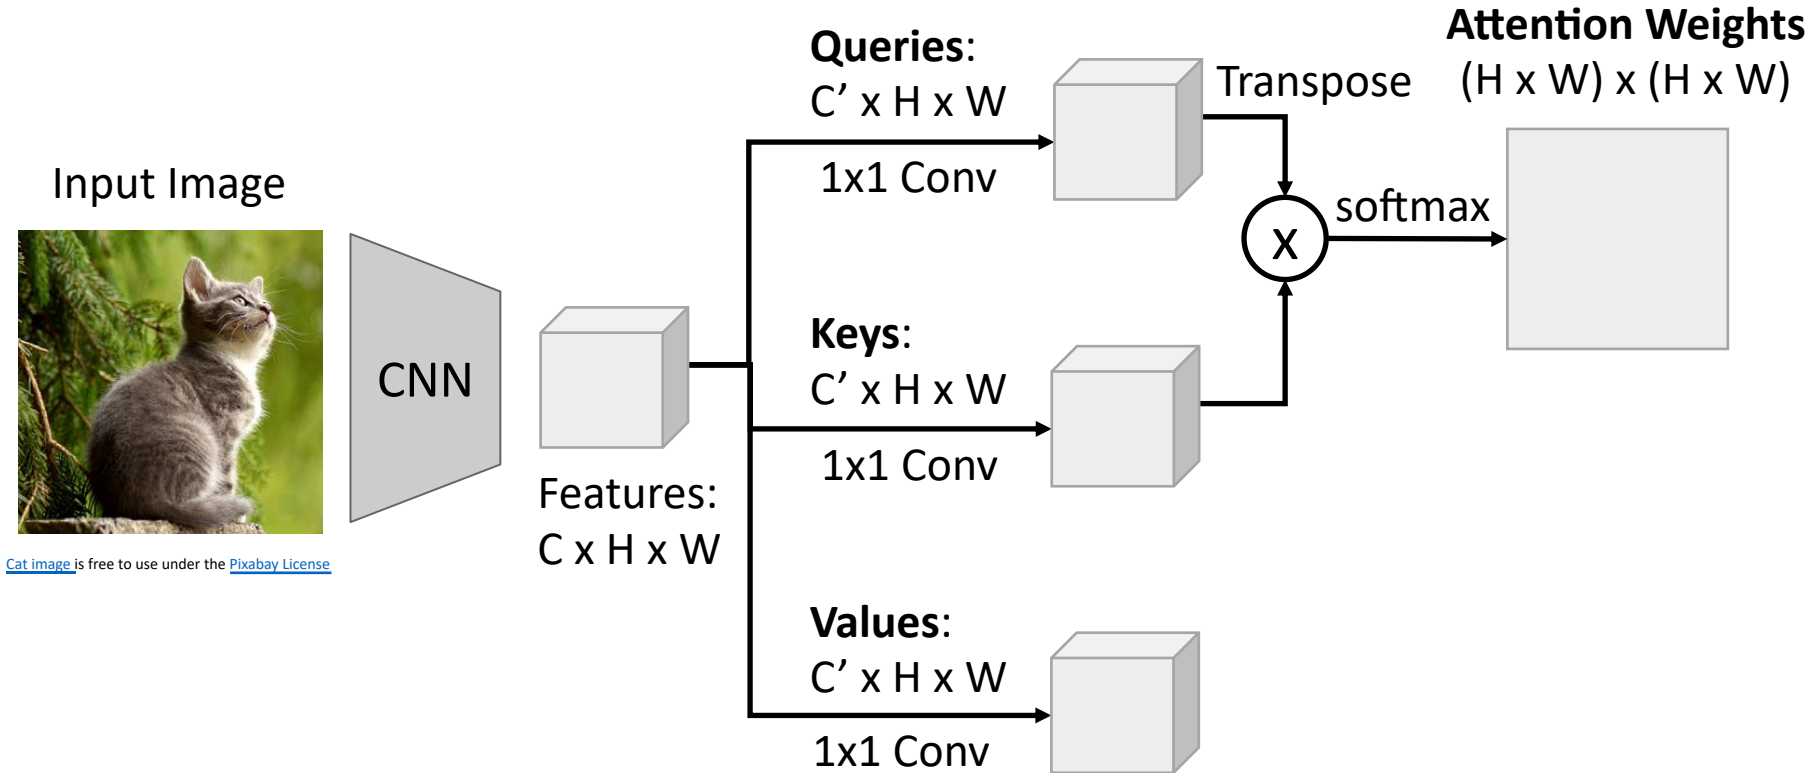 Input Image
Cat image is free to use under the Pixabay License
CNN
Features:
C x H x W
Queries:
C’ x H x W
1x1 Conv
Keys:
C’ x H x W
1x1 Conv
Values:
C’ x H x W
1x1 Conv
Transpose
x
softmax
Attention Weights
(H x W) x (H x W)